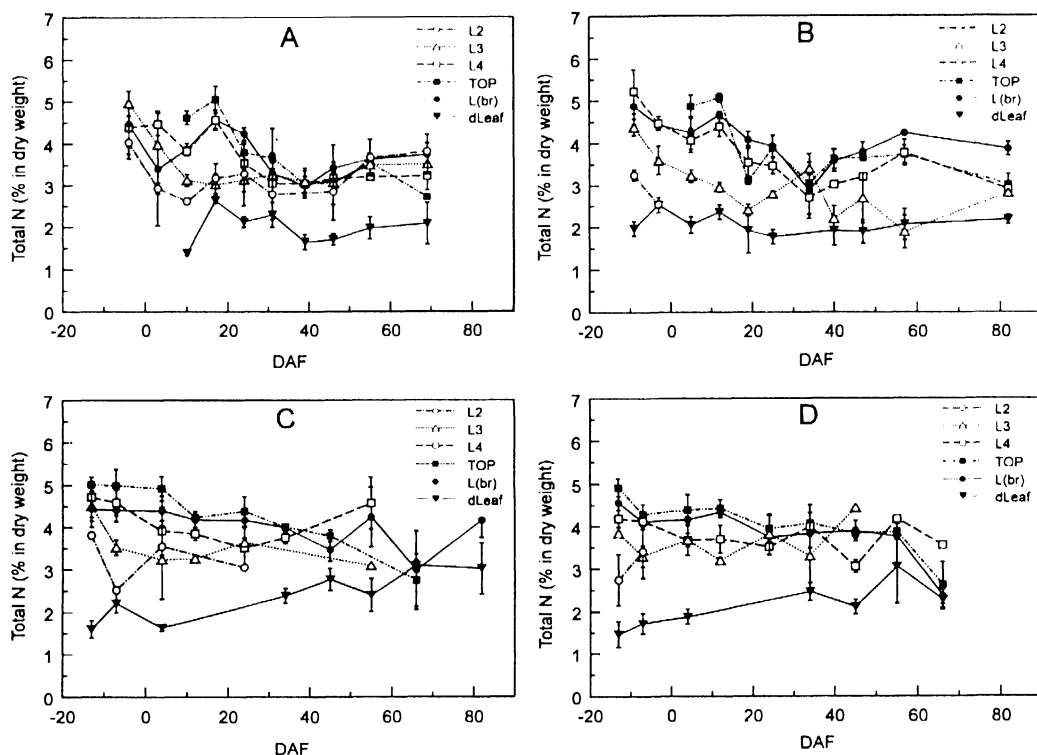 A
Total N (% in dry weight)
7
6
5
4
3
2
1
0
-20 0 20 40 60 80
DAF
L2
L3
L4
TOP
L(br)
dLeaf
B
Total N (% in dry weight)
7
6
5
4
3
2
1
0
-20 0 20 40 60 80
DAF
L2
L3
L4
TOP
L(br)
dLeaf
C
Total N (% in dry weight)
7
6
5
4
3
2
1
0
-20 0 20 40 60 80
DAF
L2
L3
L4
TOP
L(br)
dLeaf
D
Total N (% in dry weight)
7
6
5
4
3
2
1
0
-20 0 20 40 60 80
DAF
L2
L3
L4
TOP
L(br)
dLeaf